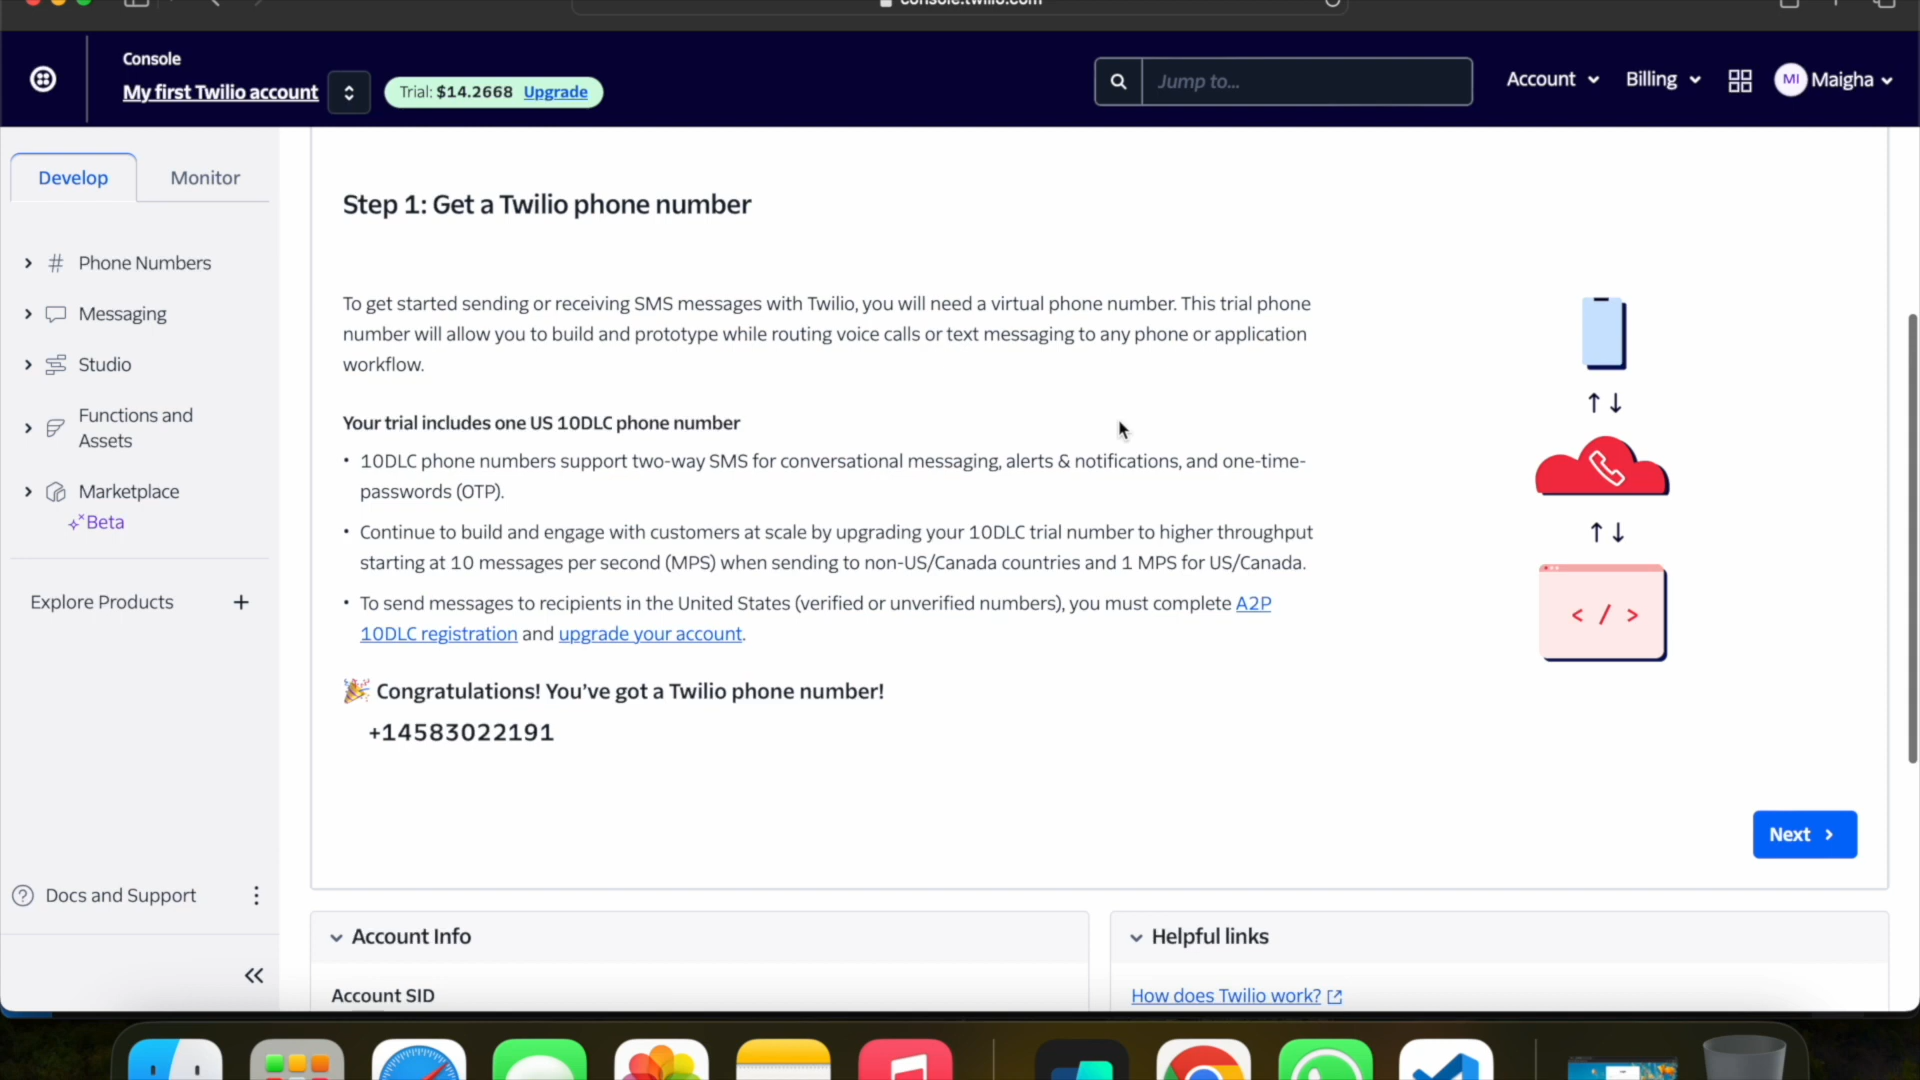 console.twilio.com
Console
My first Twilio account
Trial: $14.2668 Upgrade
Jump to...
Account
Billing
MI
Maigha
Develop
Monitor
# Phone Numbers
Messaging
Studio
Functions and
Assets
Marketplace
Beta
Explore Products +
Docs and Support
Step 1: Get a Twilio phone number
To get started sending or receiving SMS messages with Twilio, you will need a virtual phone number. This trial phone
number will allow you to build and prototype while routing voice calls or text messaging to any phone or application
workflow.
Your trial includes one US 10DLC phone number
• 10DLC phone numbers support two-way SMS for conversational messaging, alerts & notifications, and one-time-
passwords (OTP).
• Continue to build and engage with customers at scale by upgrading your 10DLC trial number to higher throughput
starting at 10 messages per second (MPS) when sending to non-US/Canada countries and 1 MPS for US/Canada.
• To send messages to recipients in the United States (verified or unverified numbers), you must complete A2P
10DLC registration and upgrade your account.
🎉 Congratulations! You've got a Twilio phone number!
+14583022191
< / >
Next
Account Info
Account SID
Helpful links
How does Twilio work?